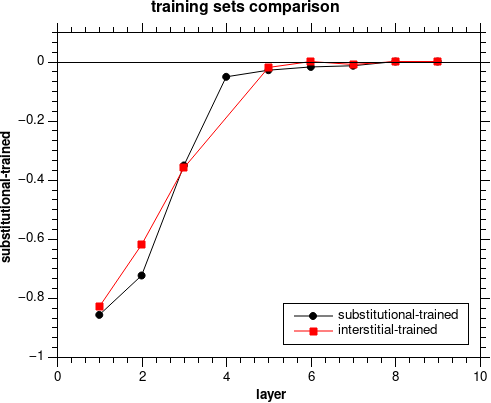 training sets comparison
substitutional-trained
0
−0.2
−0.4
−0.6
−0.8
−1
0 2 4 6 8 10
layer
substitutional-trained
interstitial-trained